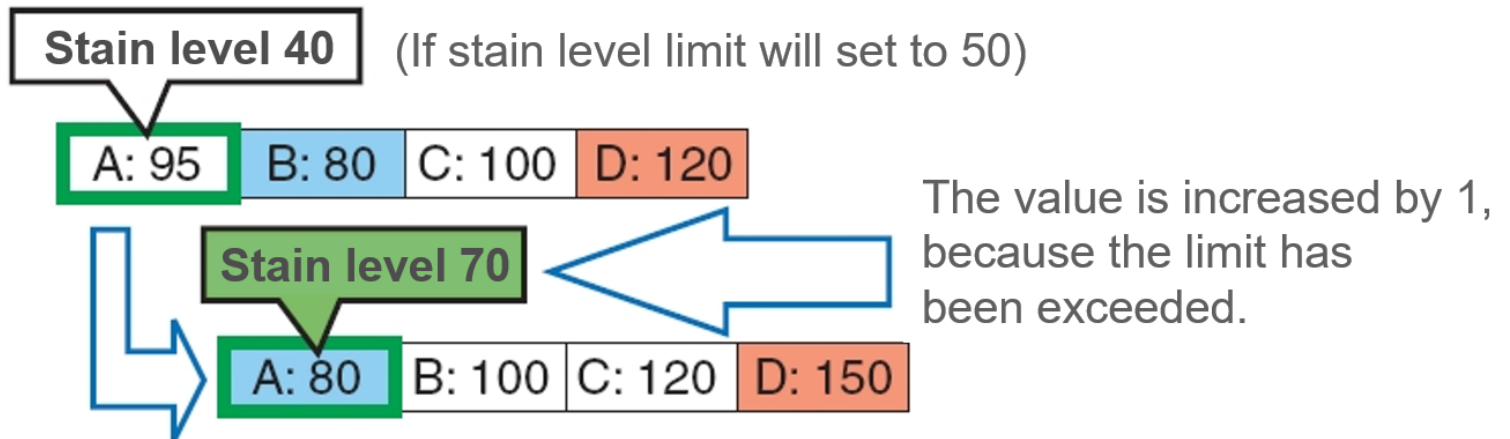 Stain level 40 (If stain level limit will set to 50)
A: 95 B: 80 C: 100 D: 120
The value is increased by 1,
because the limit has
been exceeded.
Stain level 70
A: 80 B: 100 C: 120 D: 150